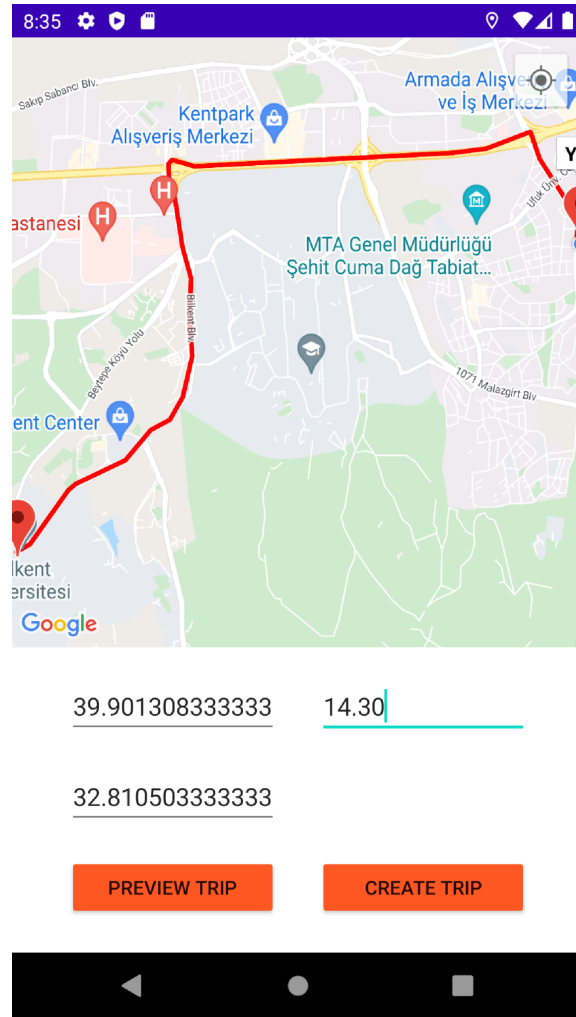 8:35
Sakıp Sabancı Blv.
Armada Alışve
ve İş Merkezi
Kentpark
Alışveriş Merkezi
H
Y
Ufuk Ünv. C
astanesi
H
MTA Genel Müdürlüğü
Şehit Cuma Dağ Tabiat...
Bilkent Blv.
Beytepe Köyü Yolu
1071 Malazgirt Blv
ent Center
lkent
ersitesi
Google
39.901308333333
14.30
32.810503333333
PREVIEW TRIP
CREATE TRIP